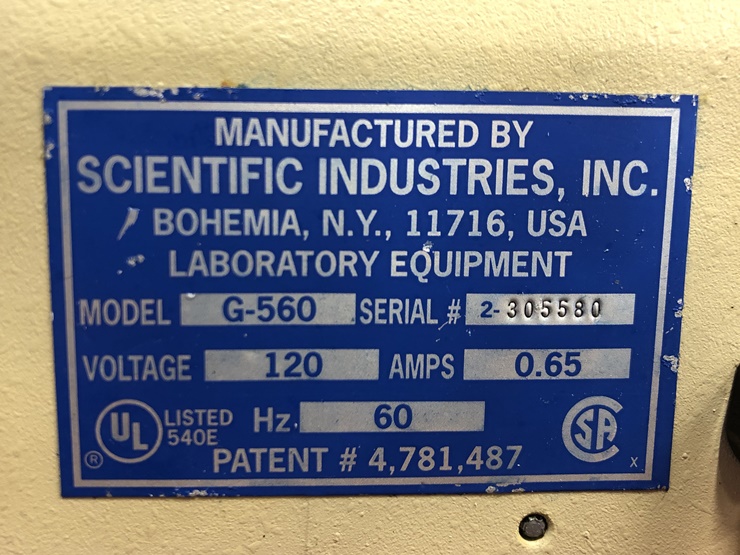 MANUFACTURED BY
SCIENTIFIC INDUSTRIES, INC.
BOHEMIA, N.Y., 11716, USA
LABORATORY EQUIPMENT
MODEL G-560 SERIAL # 2-305580
VOLTAGE 120 AMPS 0.65
UL LISTED 540E Hz. 60 SA
® PATENT # 4,781,487 X